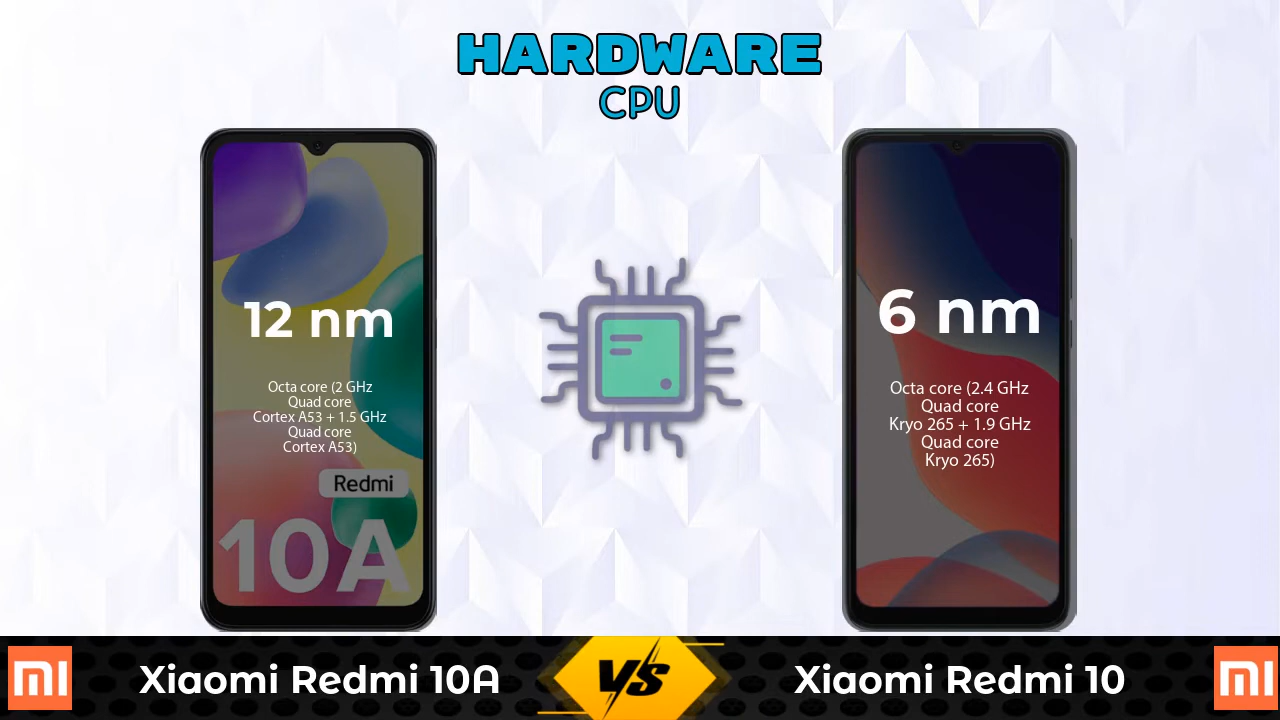 HARDWARE
CPU
12 nm
Octa core (2 GHz
Quad core
Cortex A53 + 1.5 GHz
Quad core
Cortex A53)
Redmi
10A
6 nm
Octa core (2.4 GHz
Quad core
Kryo 265 + 1.9 GHz
Quad core
Kryo 265)
MI
Xiaomi Redmi 10A
VS
Xiaomi Redmi 10
MI